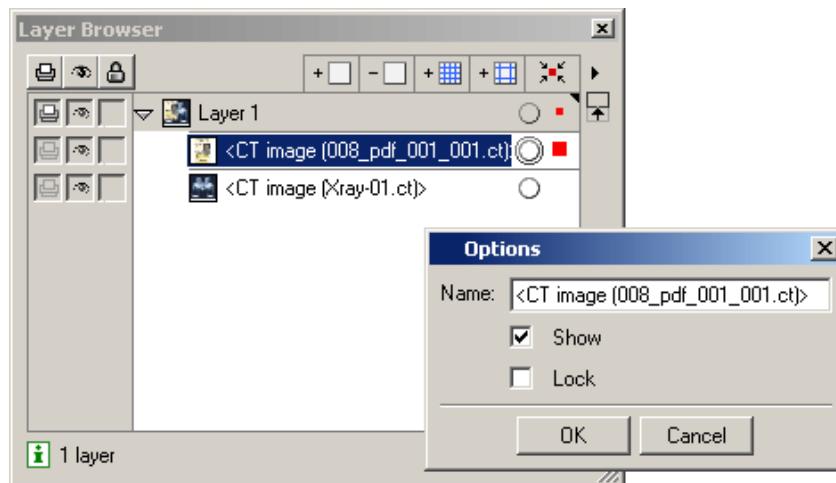 Layer Browser
Layer 1
<CT image (008_pdf_001_001.ct):
<CT image (Xray-01.ct)>
Options
Name: <CT image (008_pdf_001_001.ct)>
Show
Lock
OK Cancel
1 layer